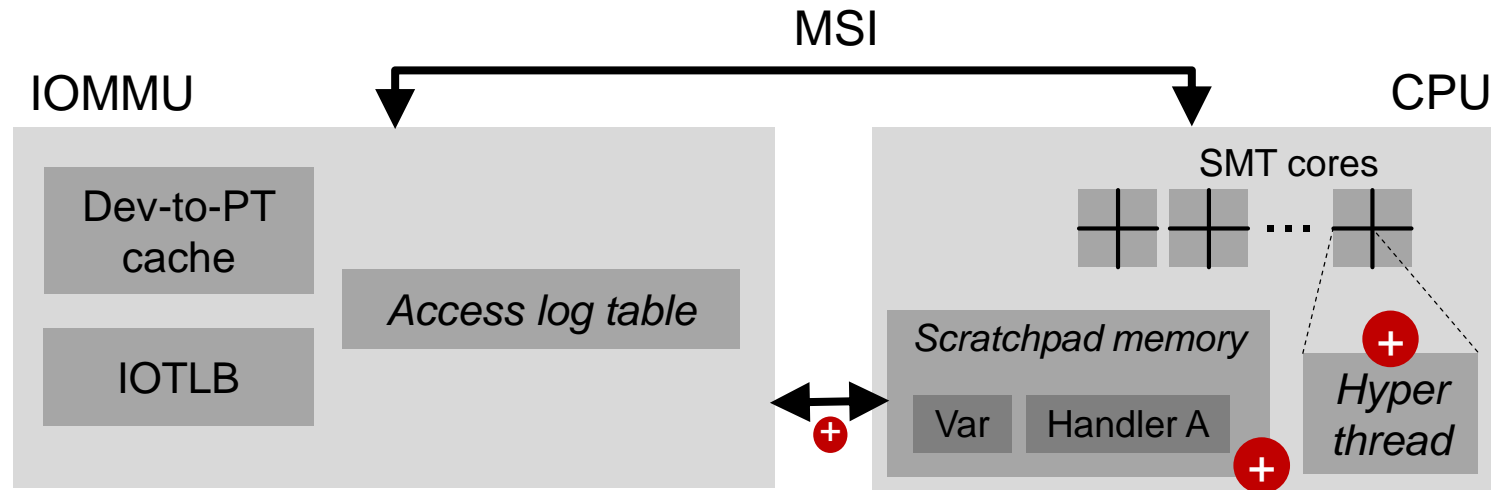 MSI
IOMMU
CPU
Dev-to-PT
cache
IOTLB
Access log table
SMT cores
...
Scratchpad memory
Var
Handler A
Hyper
thread
+
+
+